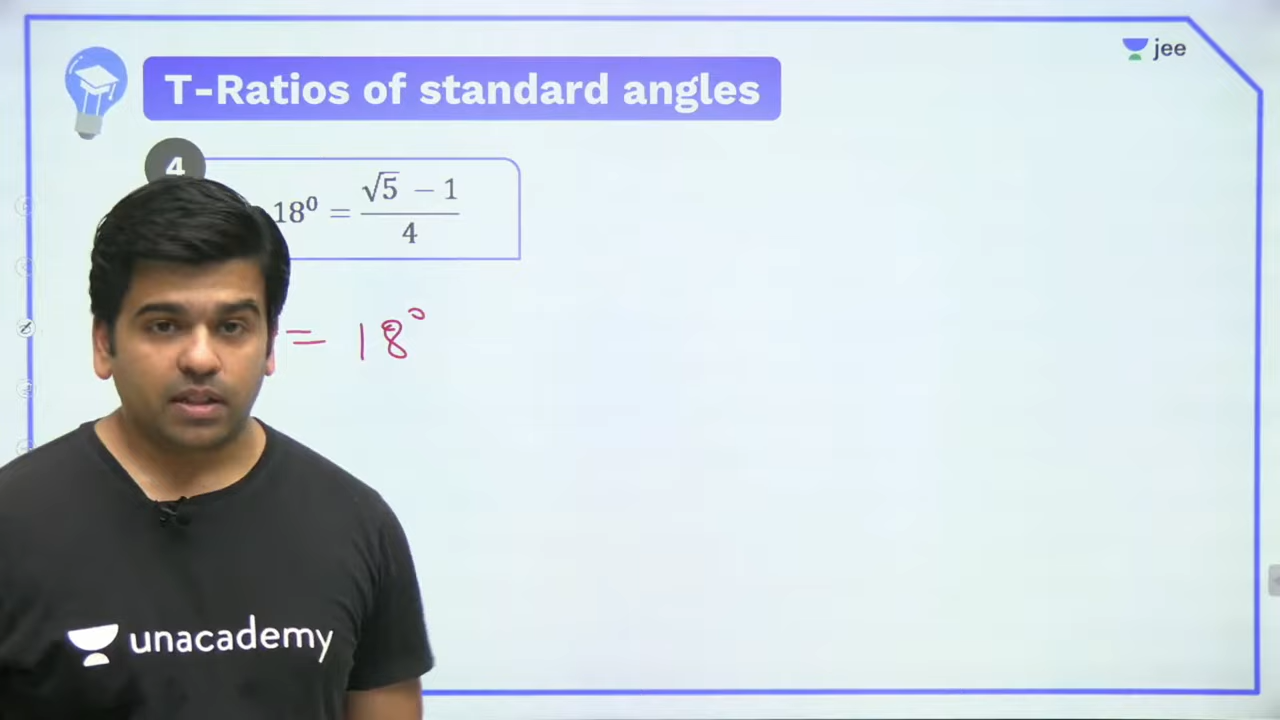 jee
T-Ratios of standard angles
4
18⁰ = (√5 − 1)/4
= 18°
unacademy